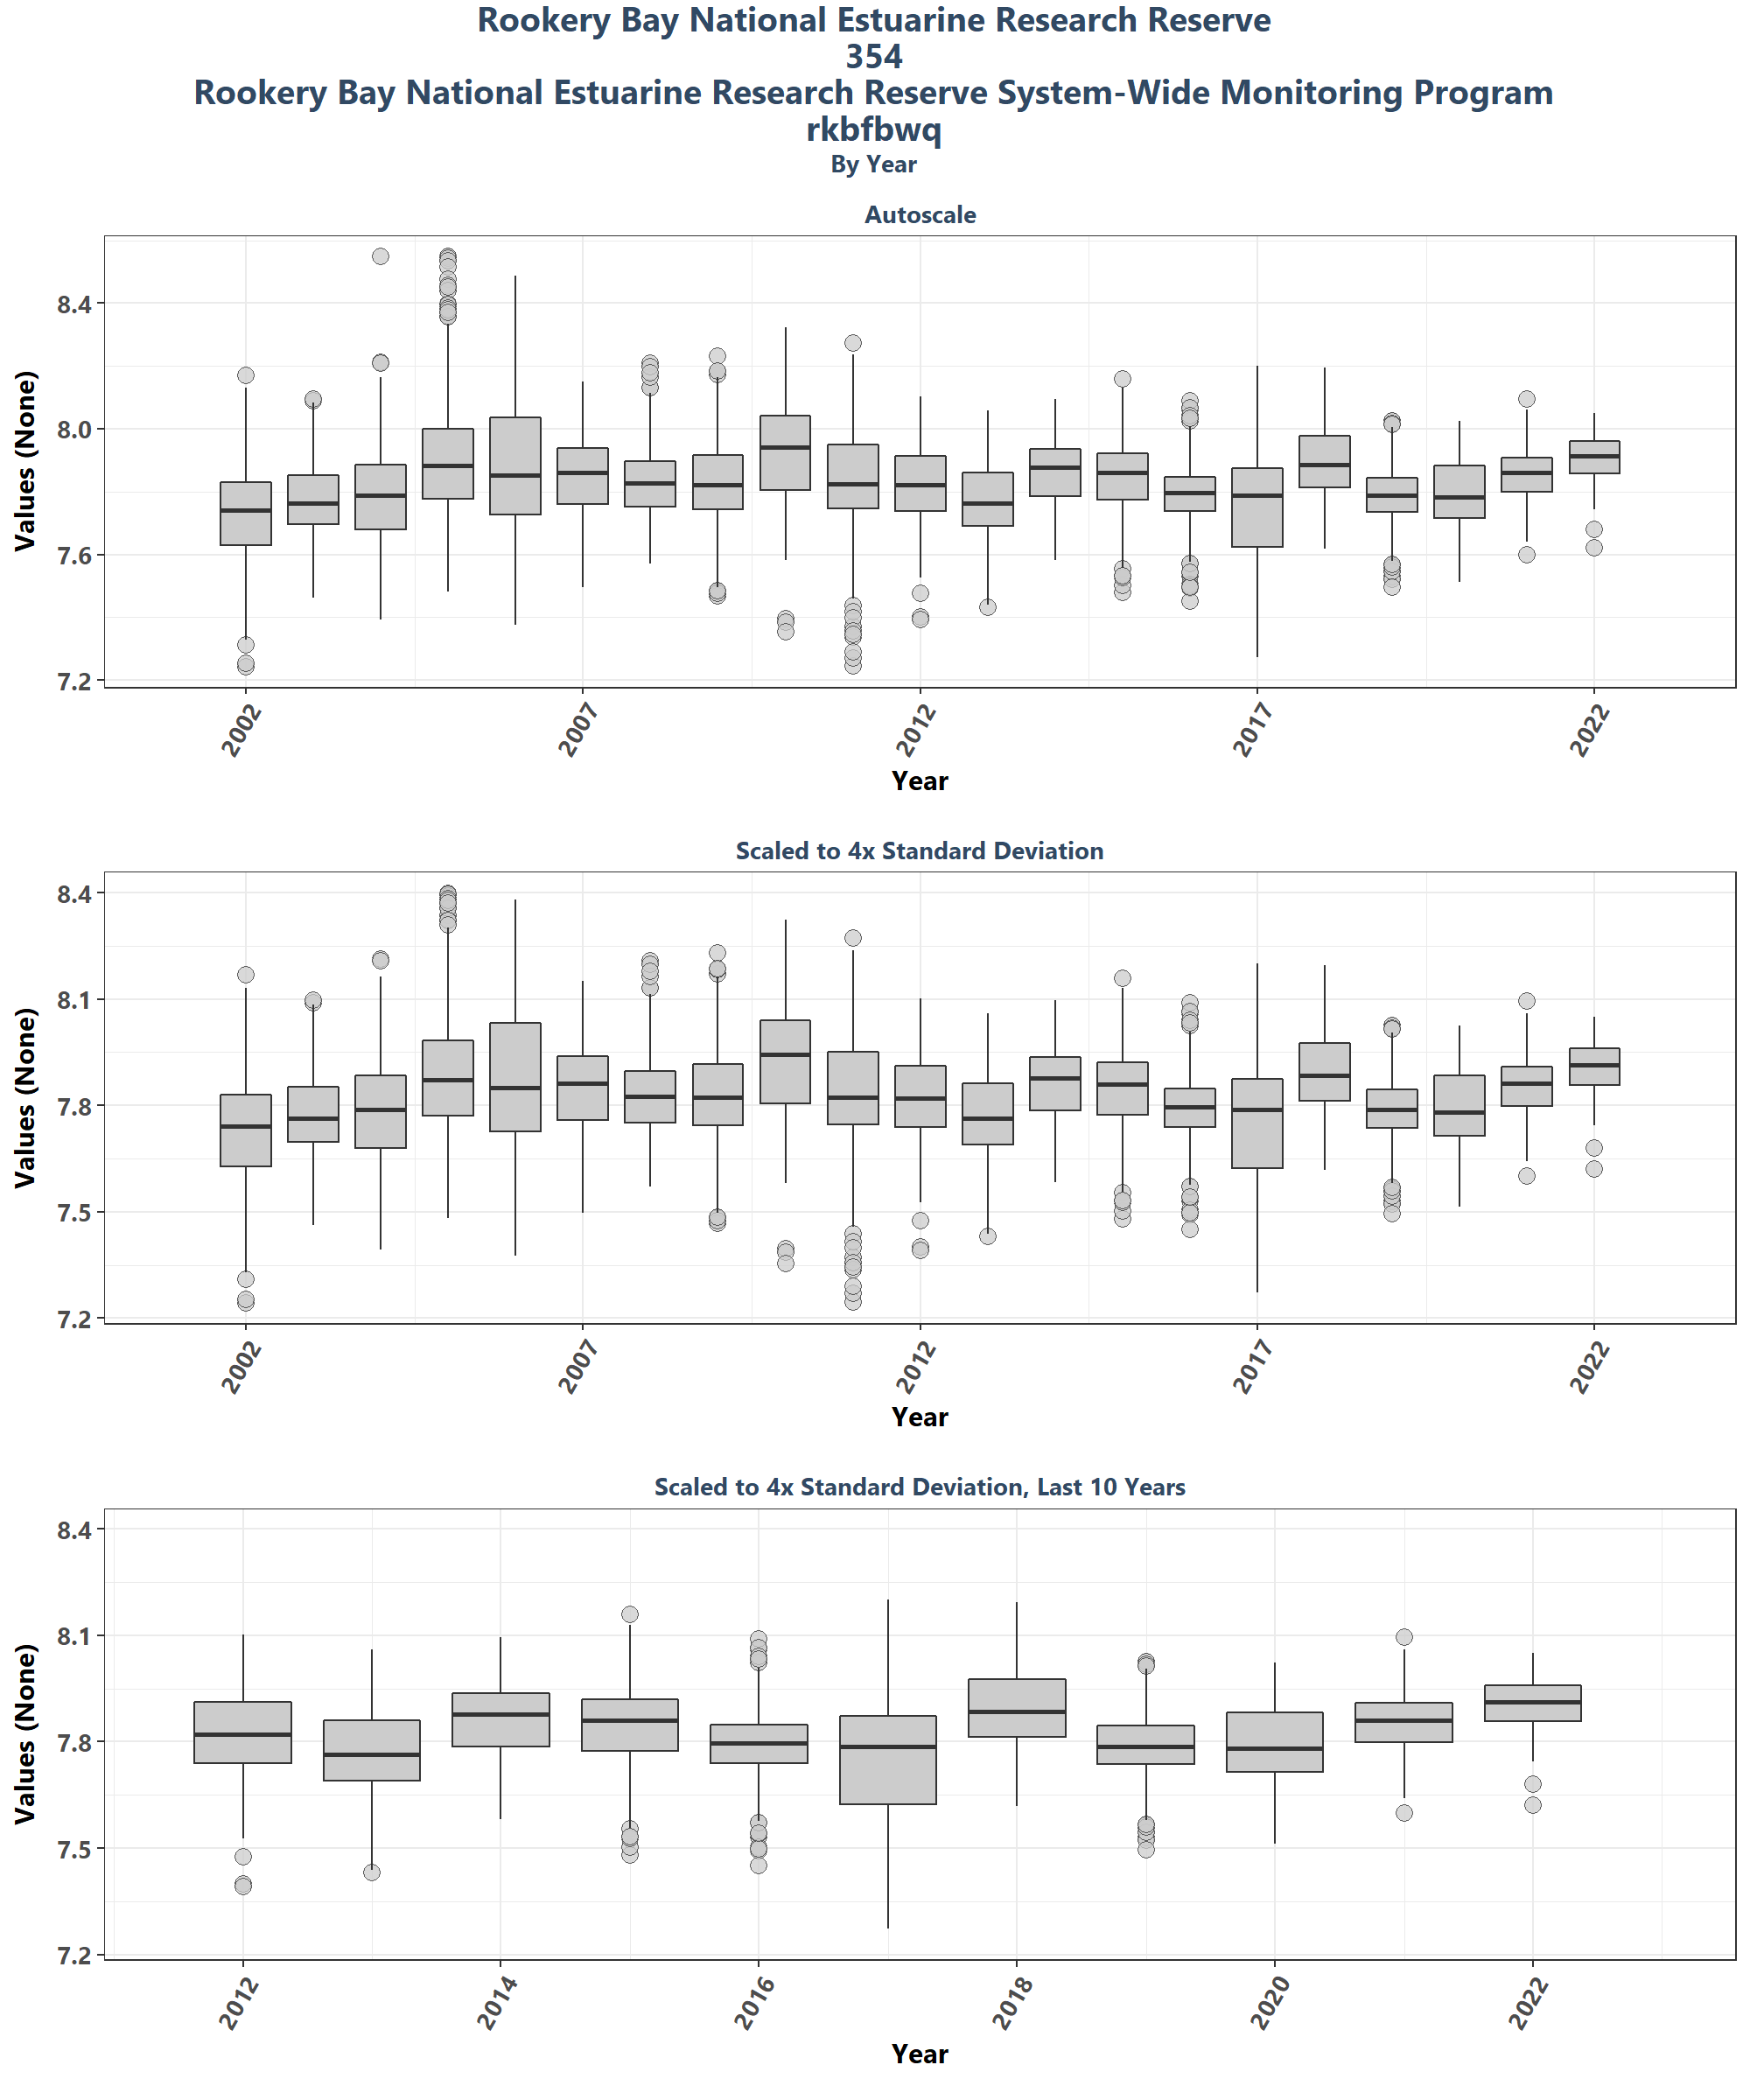 Rookery Bay National Estuarine Research Reserve
354
Rookery Bay National Estuarine Research Reserve System-Wide Monitoring Program
rkbfbwq
By Year
Autoscale
Values (None)
8.4
8.0
7.6
7.2
2002
2007
2012
2017
2022
Year
Scaled to 4x Standard Deviation
Values (None)
8.4
8.1
7.8
7.5
7.2
2002
2007
2012
2017
2022
Year
Scaled to 4x Standard Deviation, Last 10 Years
Values (None)
8.4
8.1
7.8
7.5
7.2
2012
2014
2016
2018
2020
2022
Year